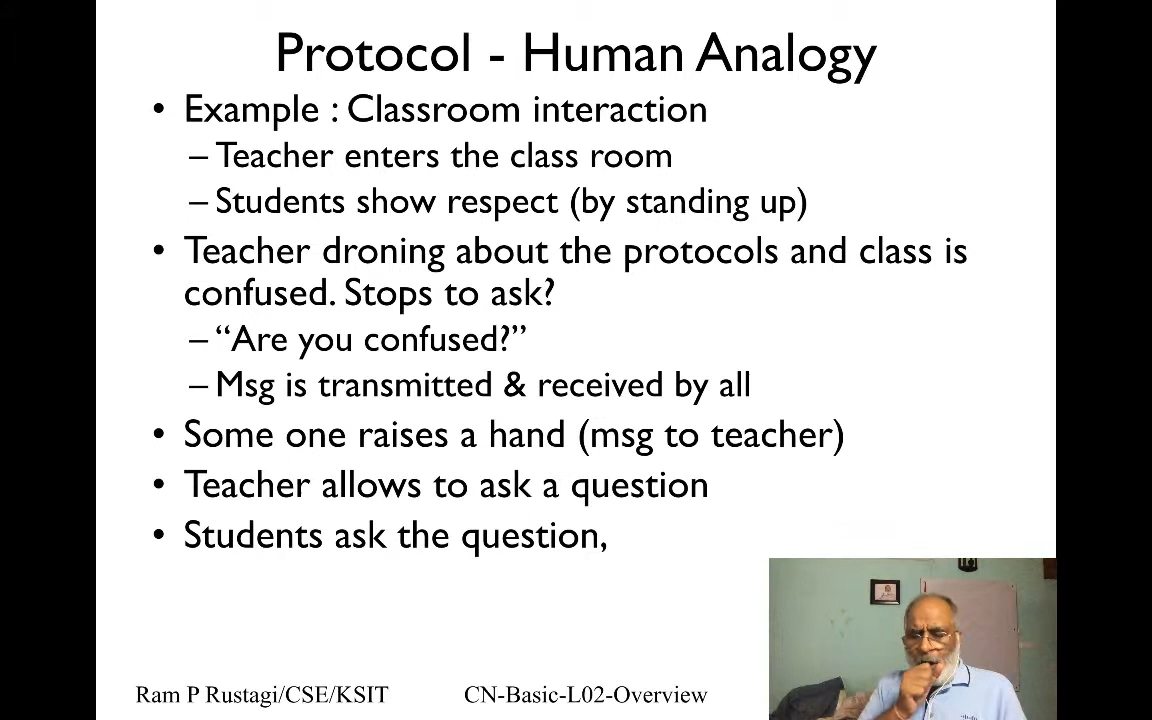 Protocol - Human Analogy
• Example : Classroom interaction
– Teacher enters the class room
– Students show respect (by standing up)
• Teacher droning about the protocols and class is
confused. Stops to ask?
– “Are you confused?”
– Msg is transmitted & received by all
• Some one raises a hand (msg to teacher)
• Teacher allows to ask a question
• Students ask the question,
Ram P Rustagi/CSE/KSIT
CN-Basic-L02-Overview